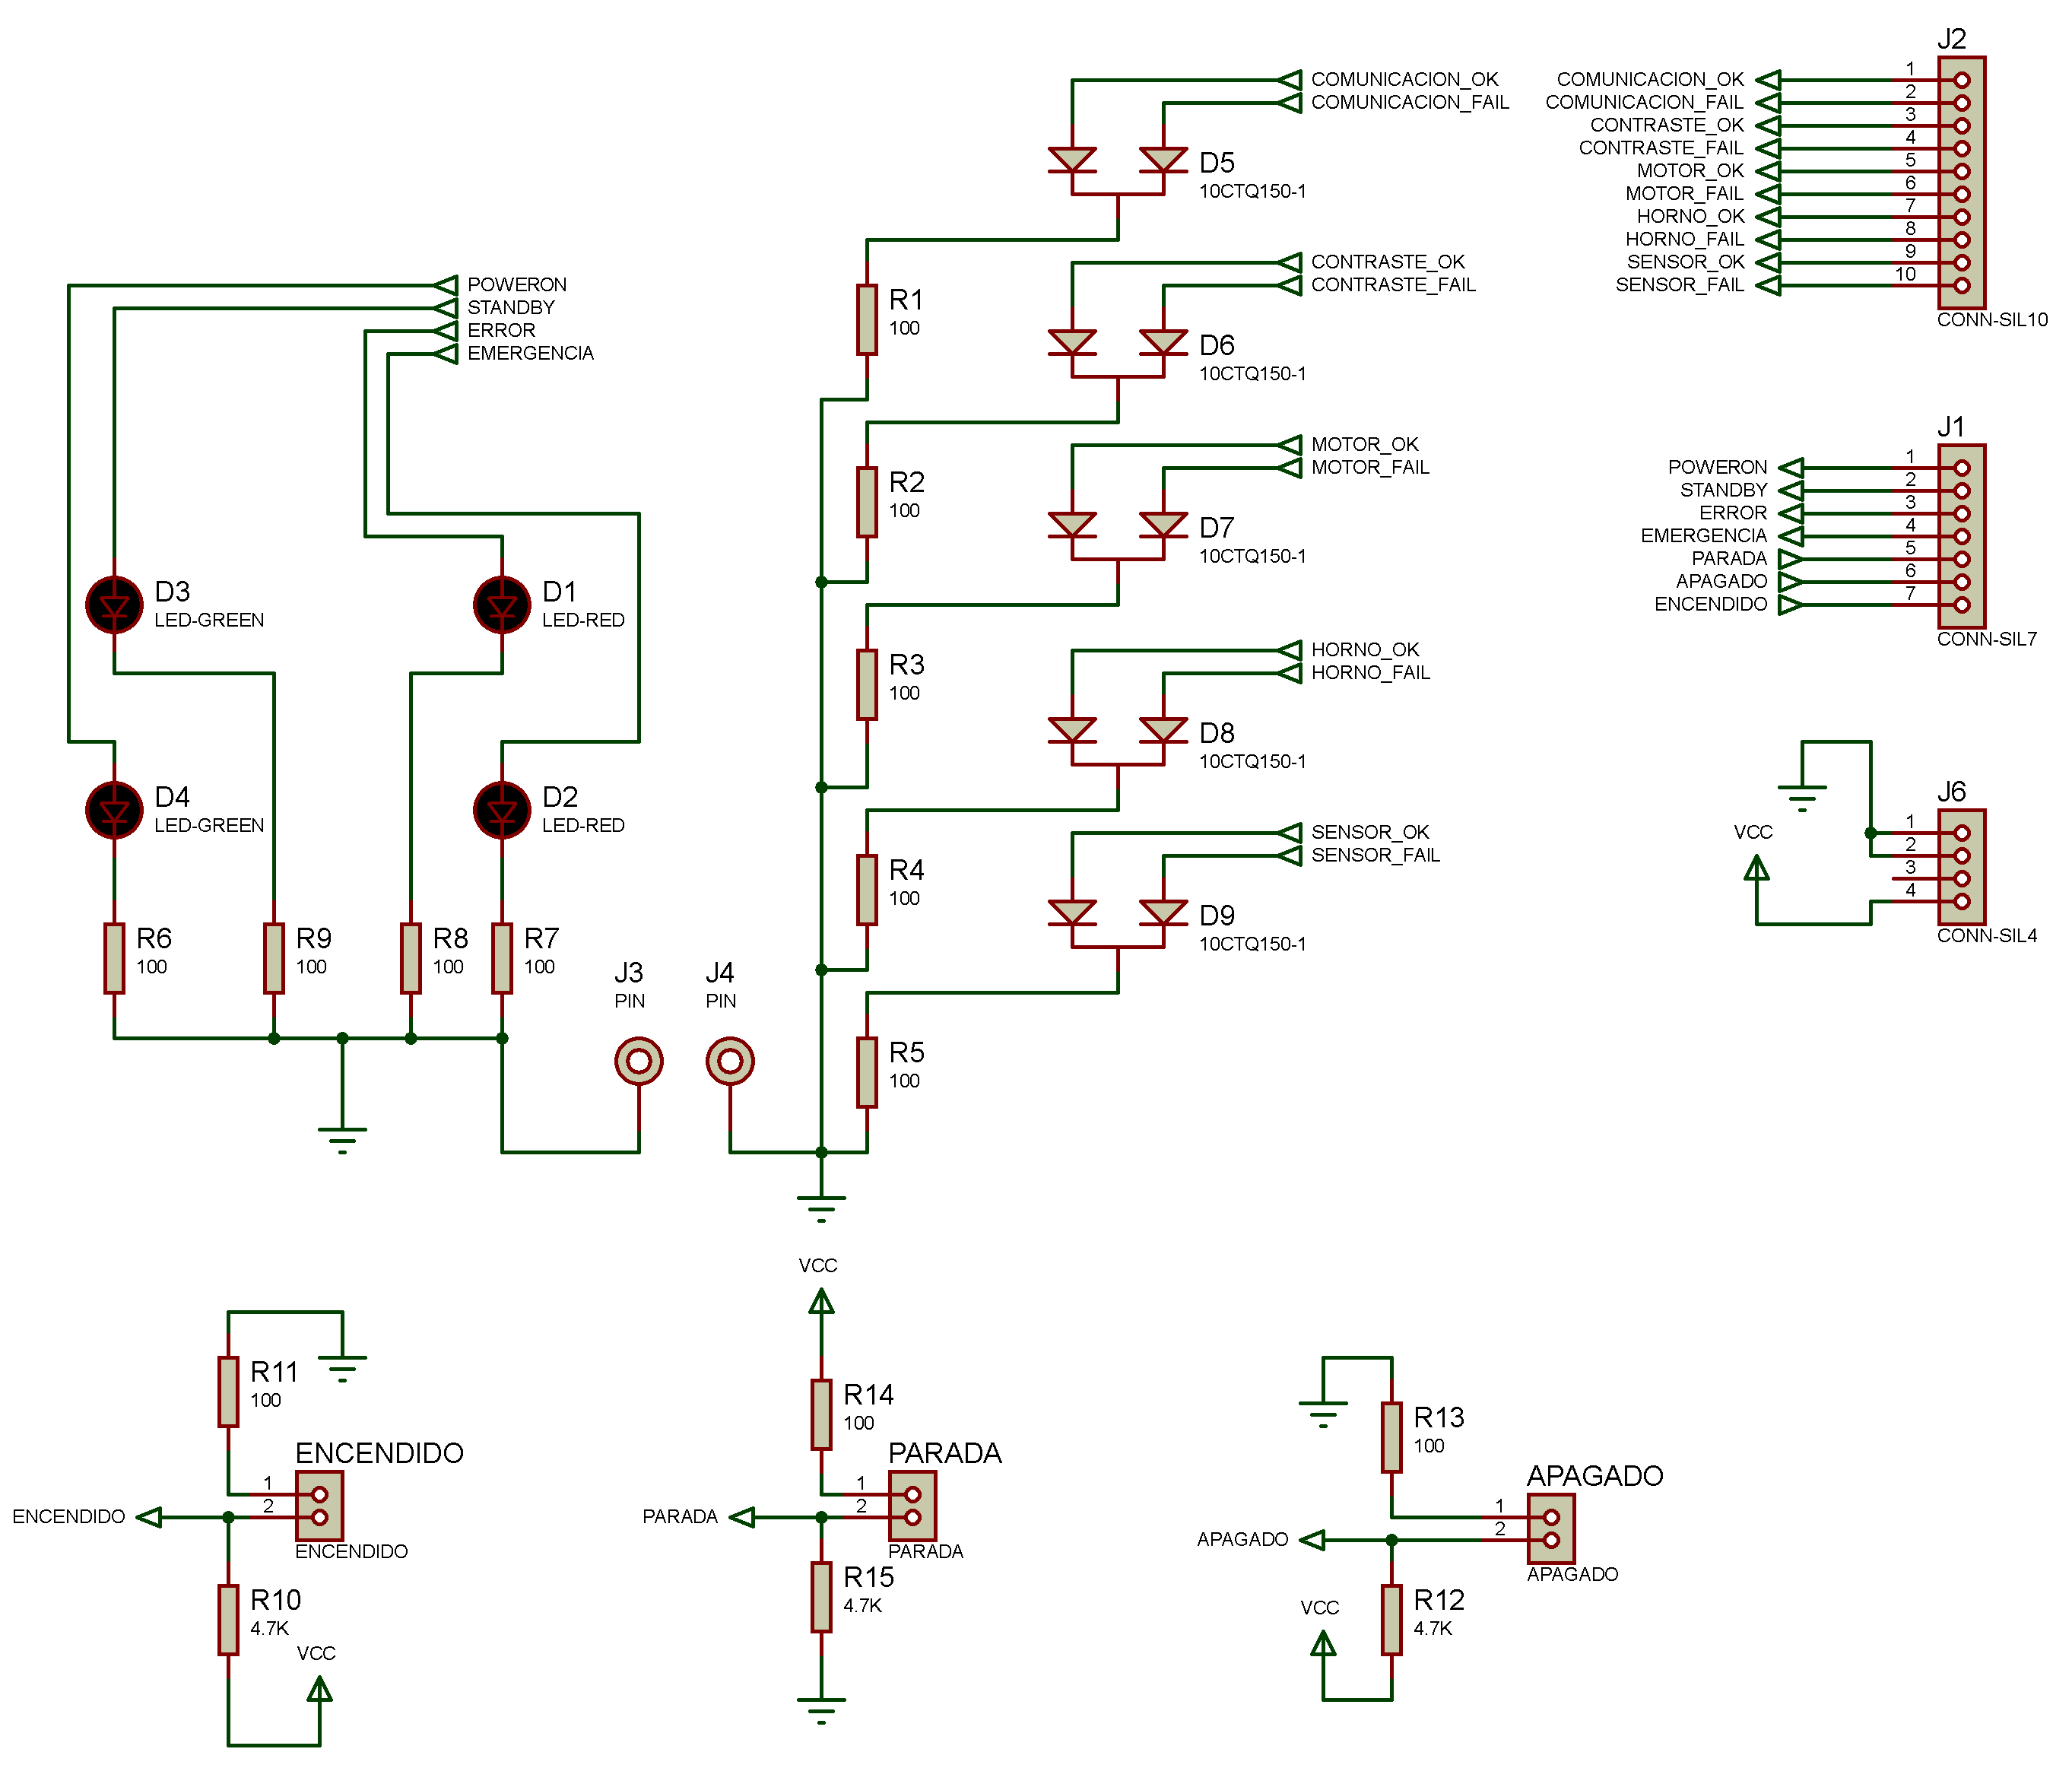 POWERON
STANDBY
ERROR
EMERGENCIA
D3
LED-GREEN
D1
LED-RED
D4
LED-GREEN
D2
LED-RED
R6
100
R9
100
R8
100
R7
100
J3
PIN
J4
PIN
COMUNICACION_OK
COMUNICACION_FAIL
D5
10CTQ150-1
R1
100
CONTRASTE_OK
CONTRASTE_FAIL
D6
10CTQ150-1
R2
100
MOTOR_OK
MOTOR_FAIL
D7
10CTQ150-1
R3
100
HORNO_OK
HORNO_FAIL
D8
10CTQ150-1
R4
100
SENSOR_OK
SENSOR_FAIL
D9
10CTQ150-1
R5
100
J2
COMUNICACION_OK 1
COMUNICACION_FAIL 2
CONTRASTE_OK 3
CONTRASTE_FAIL 4
MOTOR_OK 5
MOTOR_FAIL 6
HORNO_OK 7
HORNO_FAIL 8
SENSOR_OK 9
SENSOR_FAIL 10
CONN-SIL10
J1
POWERON 1
STANDBY 2
ERROR 3
EMERGENCIA 4
PARADA 5
APAGADO 6
ENCENDIDO 7
CONN-SIL7
J6
VCC
1
2
3
4
CONN-SIL4
R11
100
ENCENDIDO
1
ENCENDIDO 2
ENCENDIDO
R10
4.7K
VCC
VCC
R14
100
PARADA
1
PARADA 2
PARADA
R15
4.7K
R13
100
APAGADO
1
APAGADO 2
APAGADO
VCC
R12
4.7K